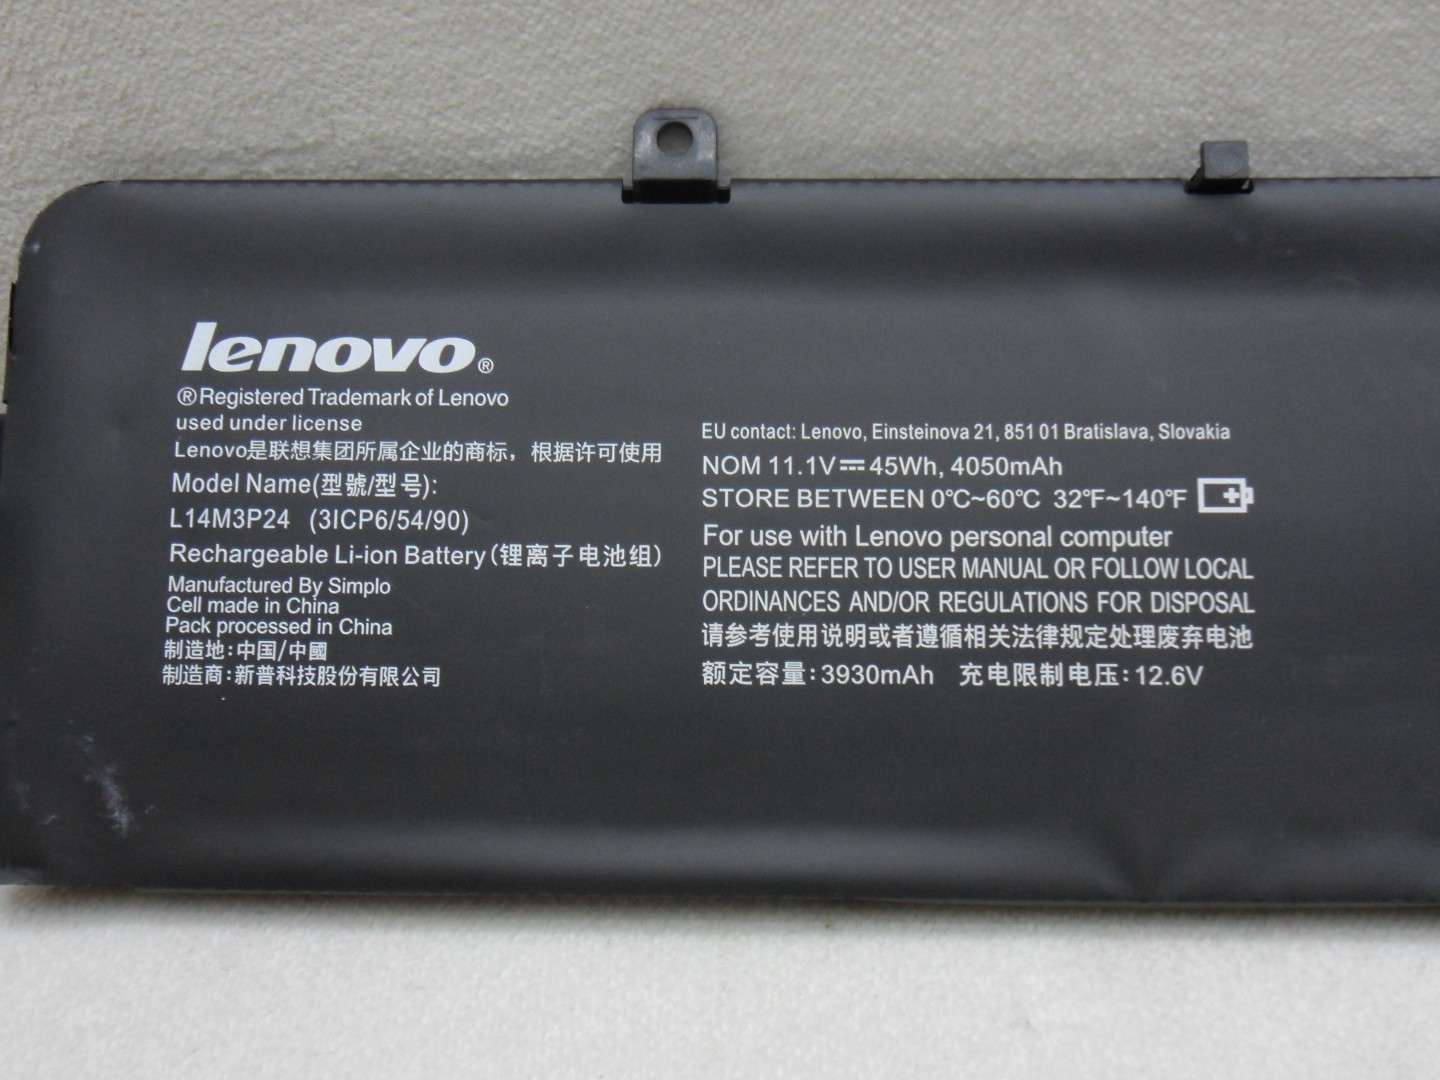 lenovo®
®Registered Trademark of Lenovo
used under license
Lenovo是联想集团所属企业的商标，根据许可使用
Model Name(型號/型号):
L14M3P24 (3ICP6/54/90)
Rechargeable Li-ion Battery(锂离子电池组)
Manufactured By Simplo
Cell made in China
Pack processed in China
制造地:中国/中國
制造商:新普科技股份有限公司
EU contact: Lenovo, Einsteinova 21, 851 01 Bratislava, Slovakia
NOM 11.1V⎓45Wh, 4050mAh
STORE BETWEEN 0℃~60℃ 32℉~140℉
For use with Lenovo personal computer
PLEASE REFER TO USER MANUAL OR FOLLOW LOCAL
ORDINANCES AND/OR REGULATIONS FOR DISPOSAL
请参考使用说明或者遵循相关法律规定处理废弃电池
额定容量:3930mAh 充电限制电压:12.6V